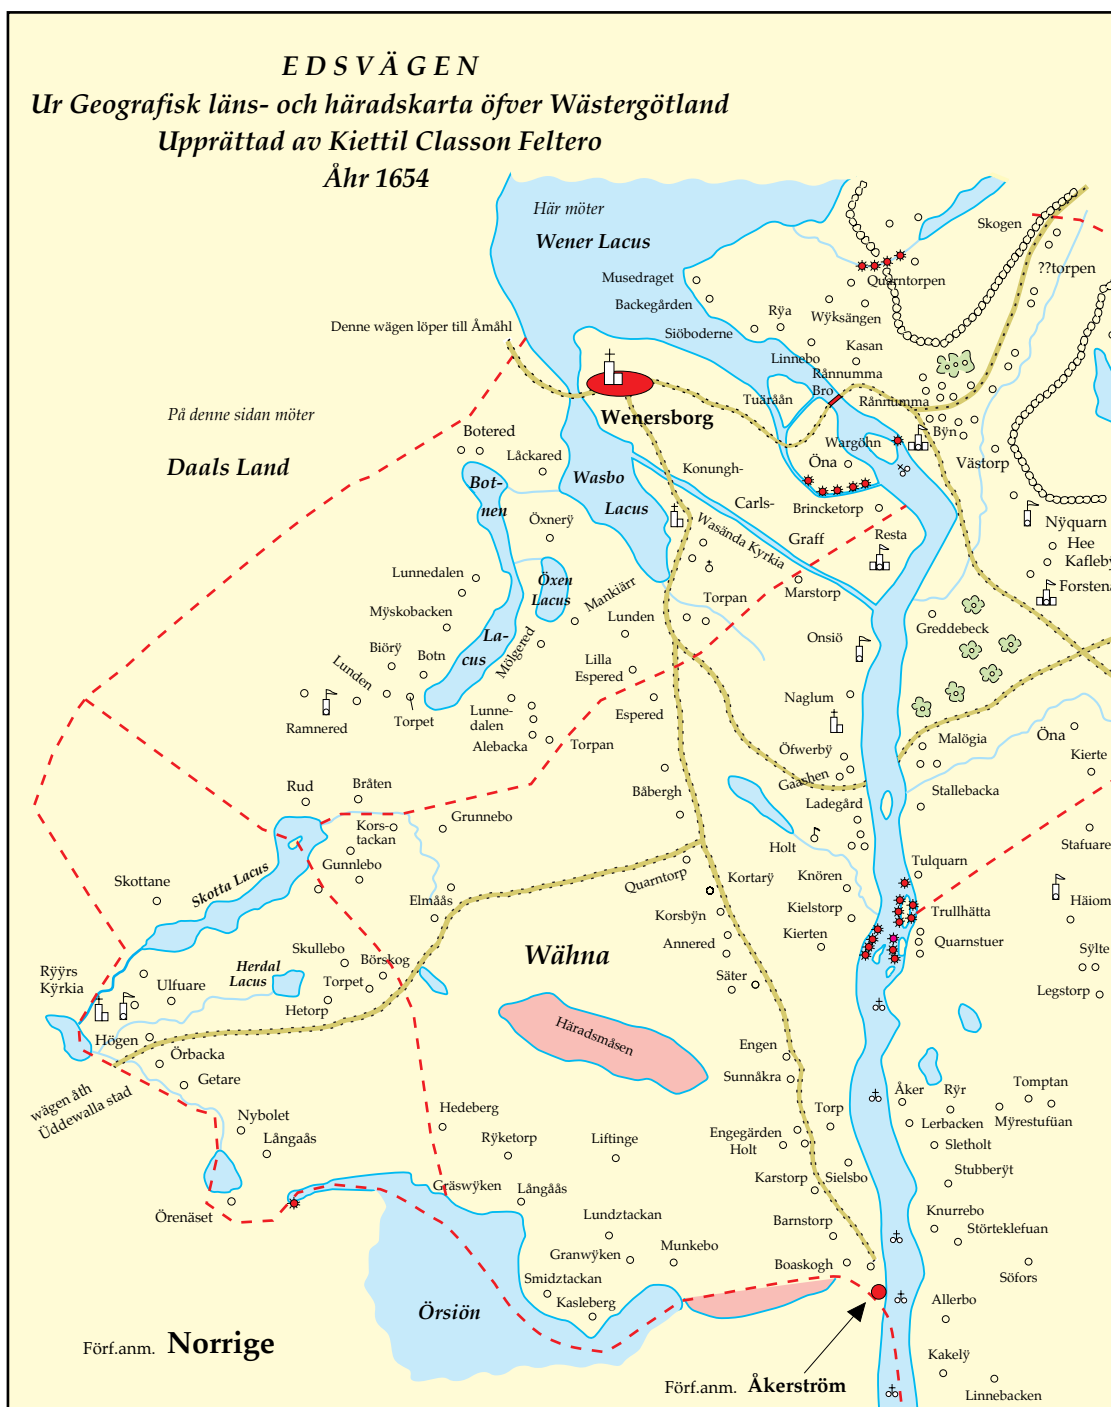 EDSVÄGEN
Ur Geografisk läns- och häradskarta öfver Wästergötland
Upprättad av Kiettil Classon Feltero
Åhr 1654
Här möter
Wener Lacus
Skogen
??torpen
Musedraget
Quarntorpen
Backegården
Rÿa
Wÿksängen
Denne wägen löper till Åmåhl
Siöboderne
Kasan
Linnebo
Rånnumma
Bro
Tuäråån
Rånnumma
På denne sidan möter
Wenersborg
Bÿn
Wargöhn
Botered
Daals Land
Låckared
Västorp
Öna
Konungh-
Bot-
nen
Wasbo
Lacus
Carls-
Brincketorp
Öxnerÿ
Nÿquarn
Graff
Resta
Hee
Wasända Kyrkia
Kaflebÿ
Lunnedalen
Öxen
Lacus
Mankiärr
Marstorp
Forstena
Torpan
Mÿskobacken
Lunden
Greddebeck
La-
cus
Mölgered
Onsiö
Biörÿ
Botn
Lilla
Espered
Lunden
Naglum
Ramnered
Torpet
Lunne-
dalen
Espered
Alebacka
Torpan
Malögia
Öna
Öfwerbÿ
Kierte
Gaashen
Rud
Bråten
Båbergh
Ladegård
Stallebacka
Grunnebo
Kors-
tackan
Holt
Stafuare
Gunnlebo
Tulquarn
Skotta Lacus
Skottane
Quarntorp
Kortarÿ
Knören
Elmåås
Häiom
Korsbÿn
Kielstorp
Trullhätta
Kierten
Quarnstuer
Annered
Wähna
Skullebo
Sÿlte
Rÿÿrs
Kÿrkia
Herdal
Lacus
Börskog
Ulfuare
Torpet
Säter
Hetorp
Legstorp
Häradsmåsen
Högen
Örbacka
Engen
Getare
Sunnåkra
wägen åth
Üddewalla stad
Åker
Rÿr
Tomptan
Hedeberg
Torp
Mÿrestufüan
Nybolet
Lerbacken
Engegärden
Holt
Långaås
Rÿketorp
Liftinge
Sletholt
Gräswÿken
Långåås
Karstorp
Sielsbo
Stubberÿt
Örenäset
Knurrebo
Lundztackan
Barnstorp
Störteklefuan
Granwÿken
Munkebo
Boaskogh
Smidztackan
Söfors
Kasleberg
Allerbo
Örsiön
Förf.anm. Norrige
Kakelÿ
Förf.anm. Åkerström
Linnebacken